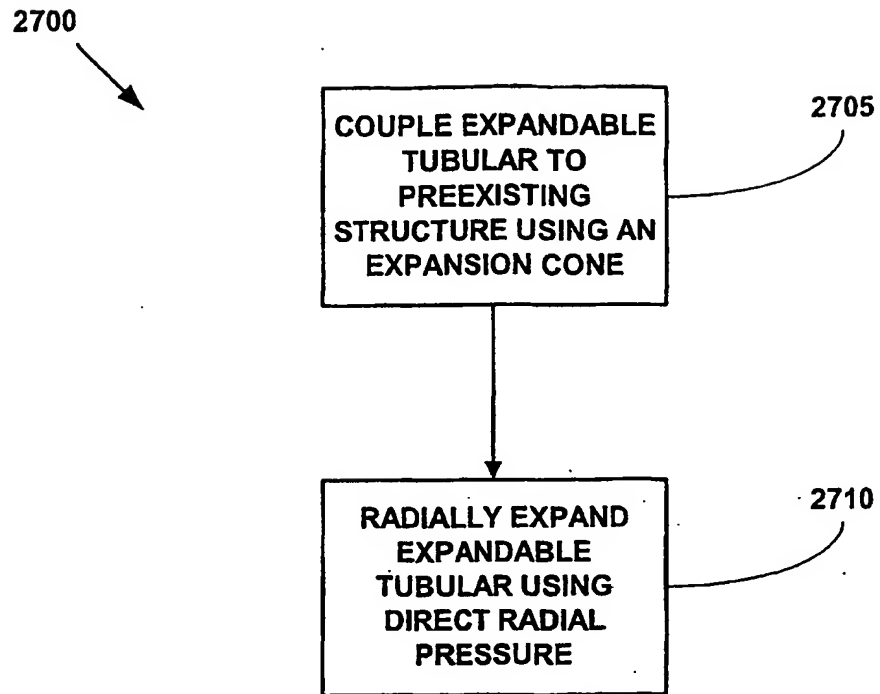 2700
2705
COUPLE EXPANDABLE
TUBULAR TO
PREEXISTING
STRUCTURE USING AN
EXPANSION CONE
2710
RADIALLY EXPAND
EXPANDABLE
TUBULAR USING
DIRECT RADIAL
PRESSURE